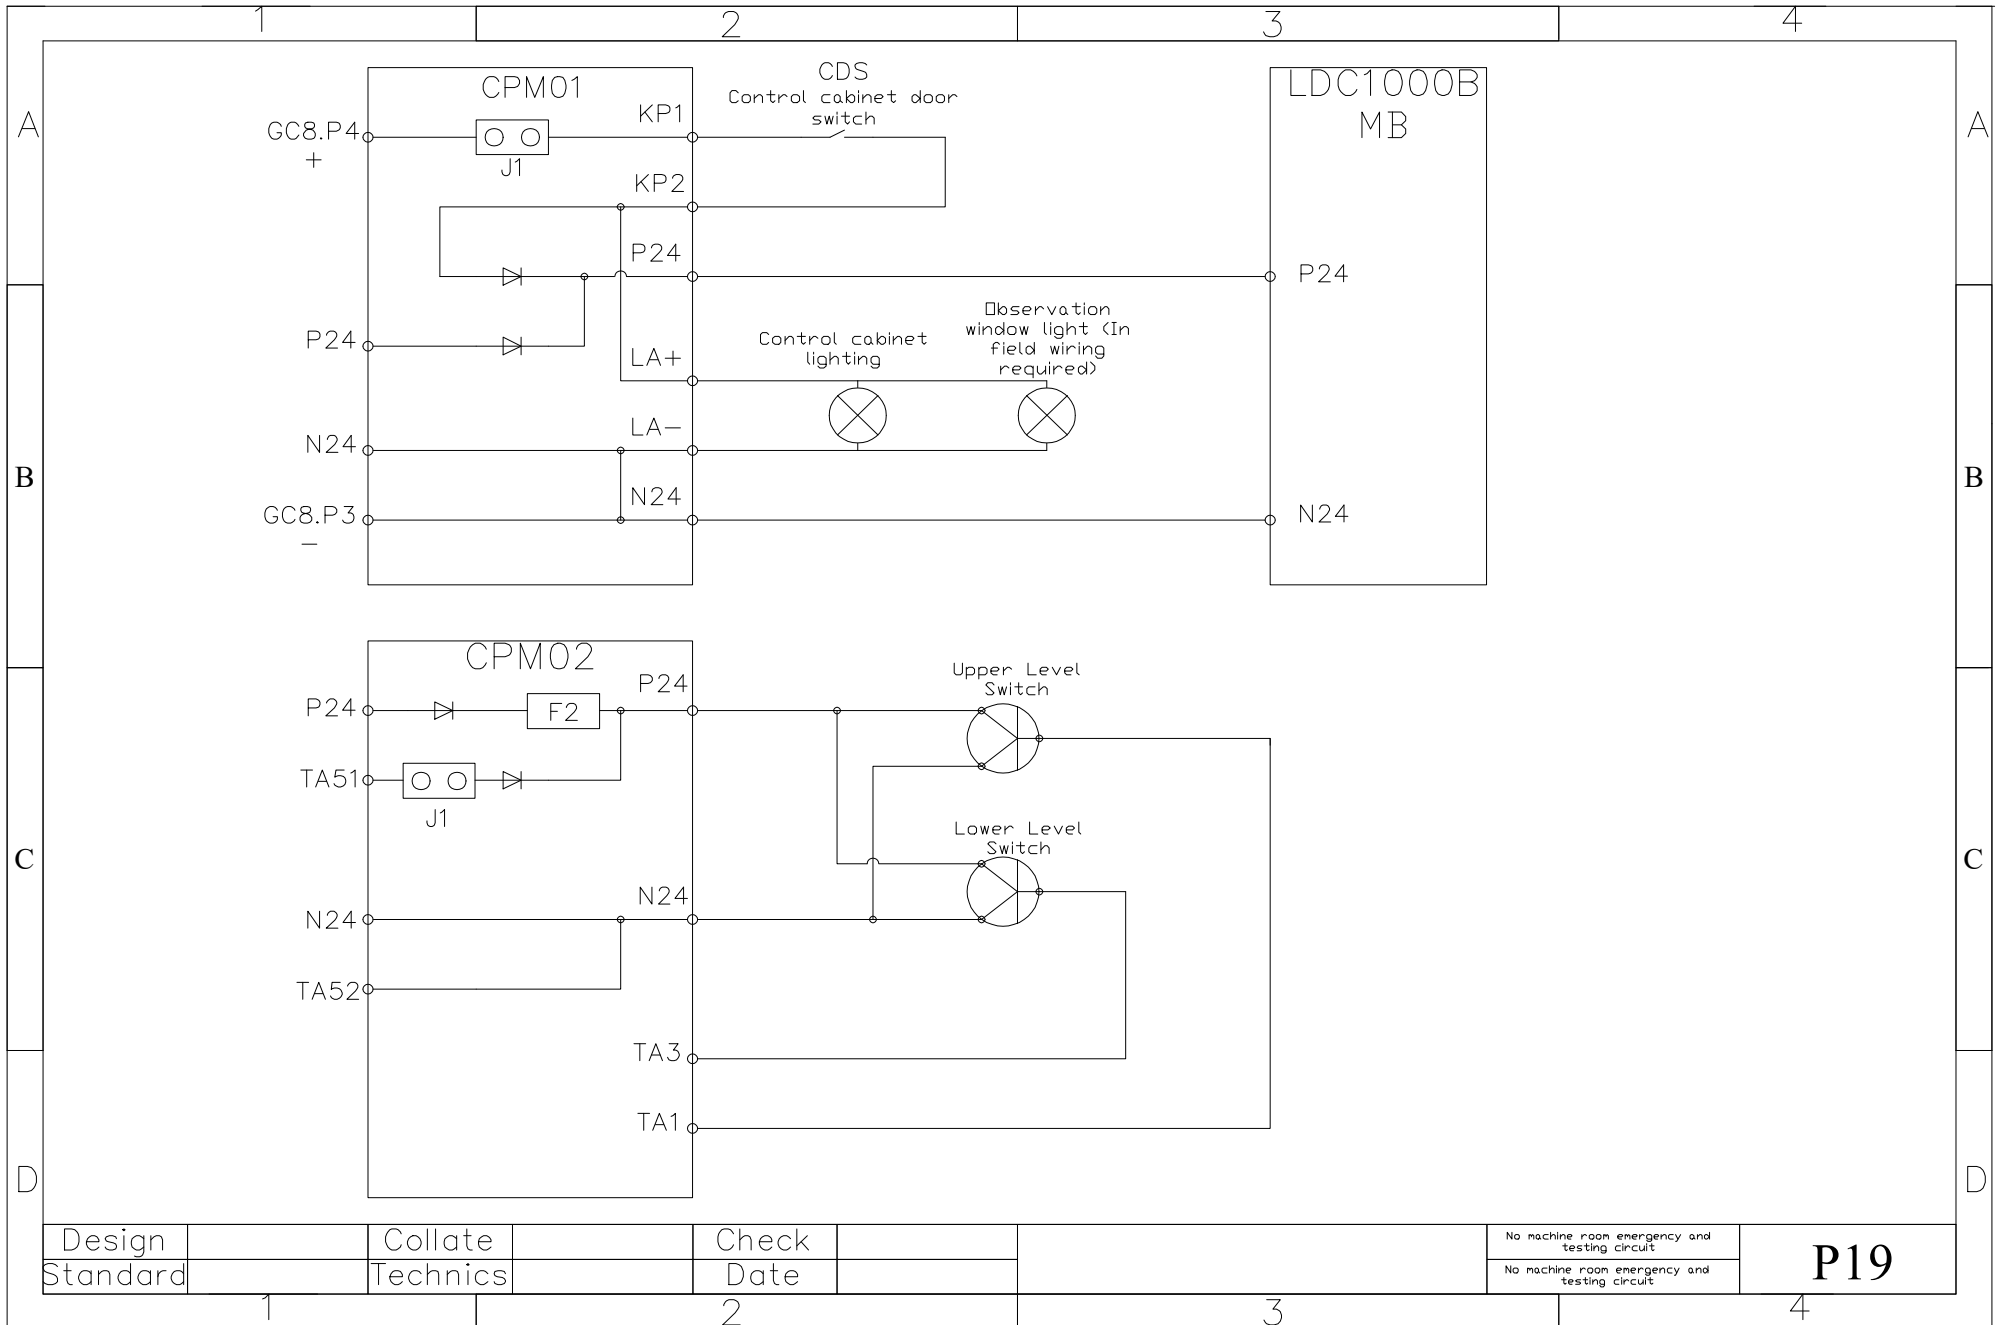 1 2 3 4
A A
CPM01
CDS
Control cabinet door
switch
LDC1000B
MB
GC8.P4
+
J1
KP1
KP2
P24
P24
P24
Control cabinet
lighting
Observation
window light (In
field wiring
required)
LA+
LA-
N24
B B
N24
N24
GC8.P3
-
CPM02
P24
P24
F2
Upper Level
Switch
TA51
J1
Lower Level
Switch
C C
N24
N24
TA52
TA3
TA1
D D
Design Collate Check
Standard Technics Date
No machine room emergency and
testing circuit
No machine room emergency and
testing circuit
P19
1 2 3 4